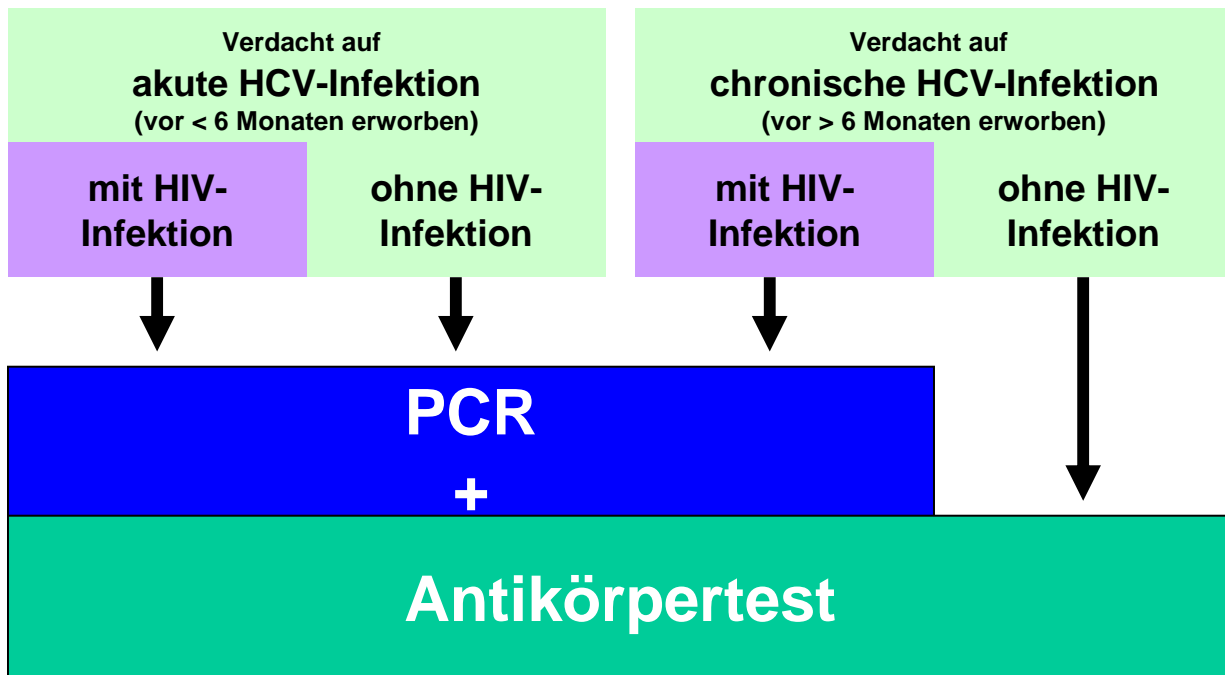 Verdacht auf
akute HCV-Infektion
(vor < 6 Monaten erworben)
mit HIV-
Infektion
ohne HIV-
Infektion
Verdacht auf
chronische HCV-Infektion
(vor > 6 Monaten erworben)
mit HIV-
Infektion
ohne HIV-
Infektion
PCR
+
Antikörpertest